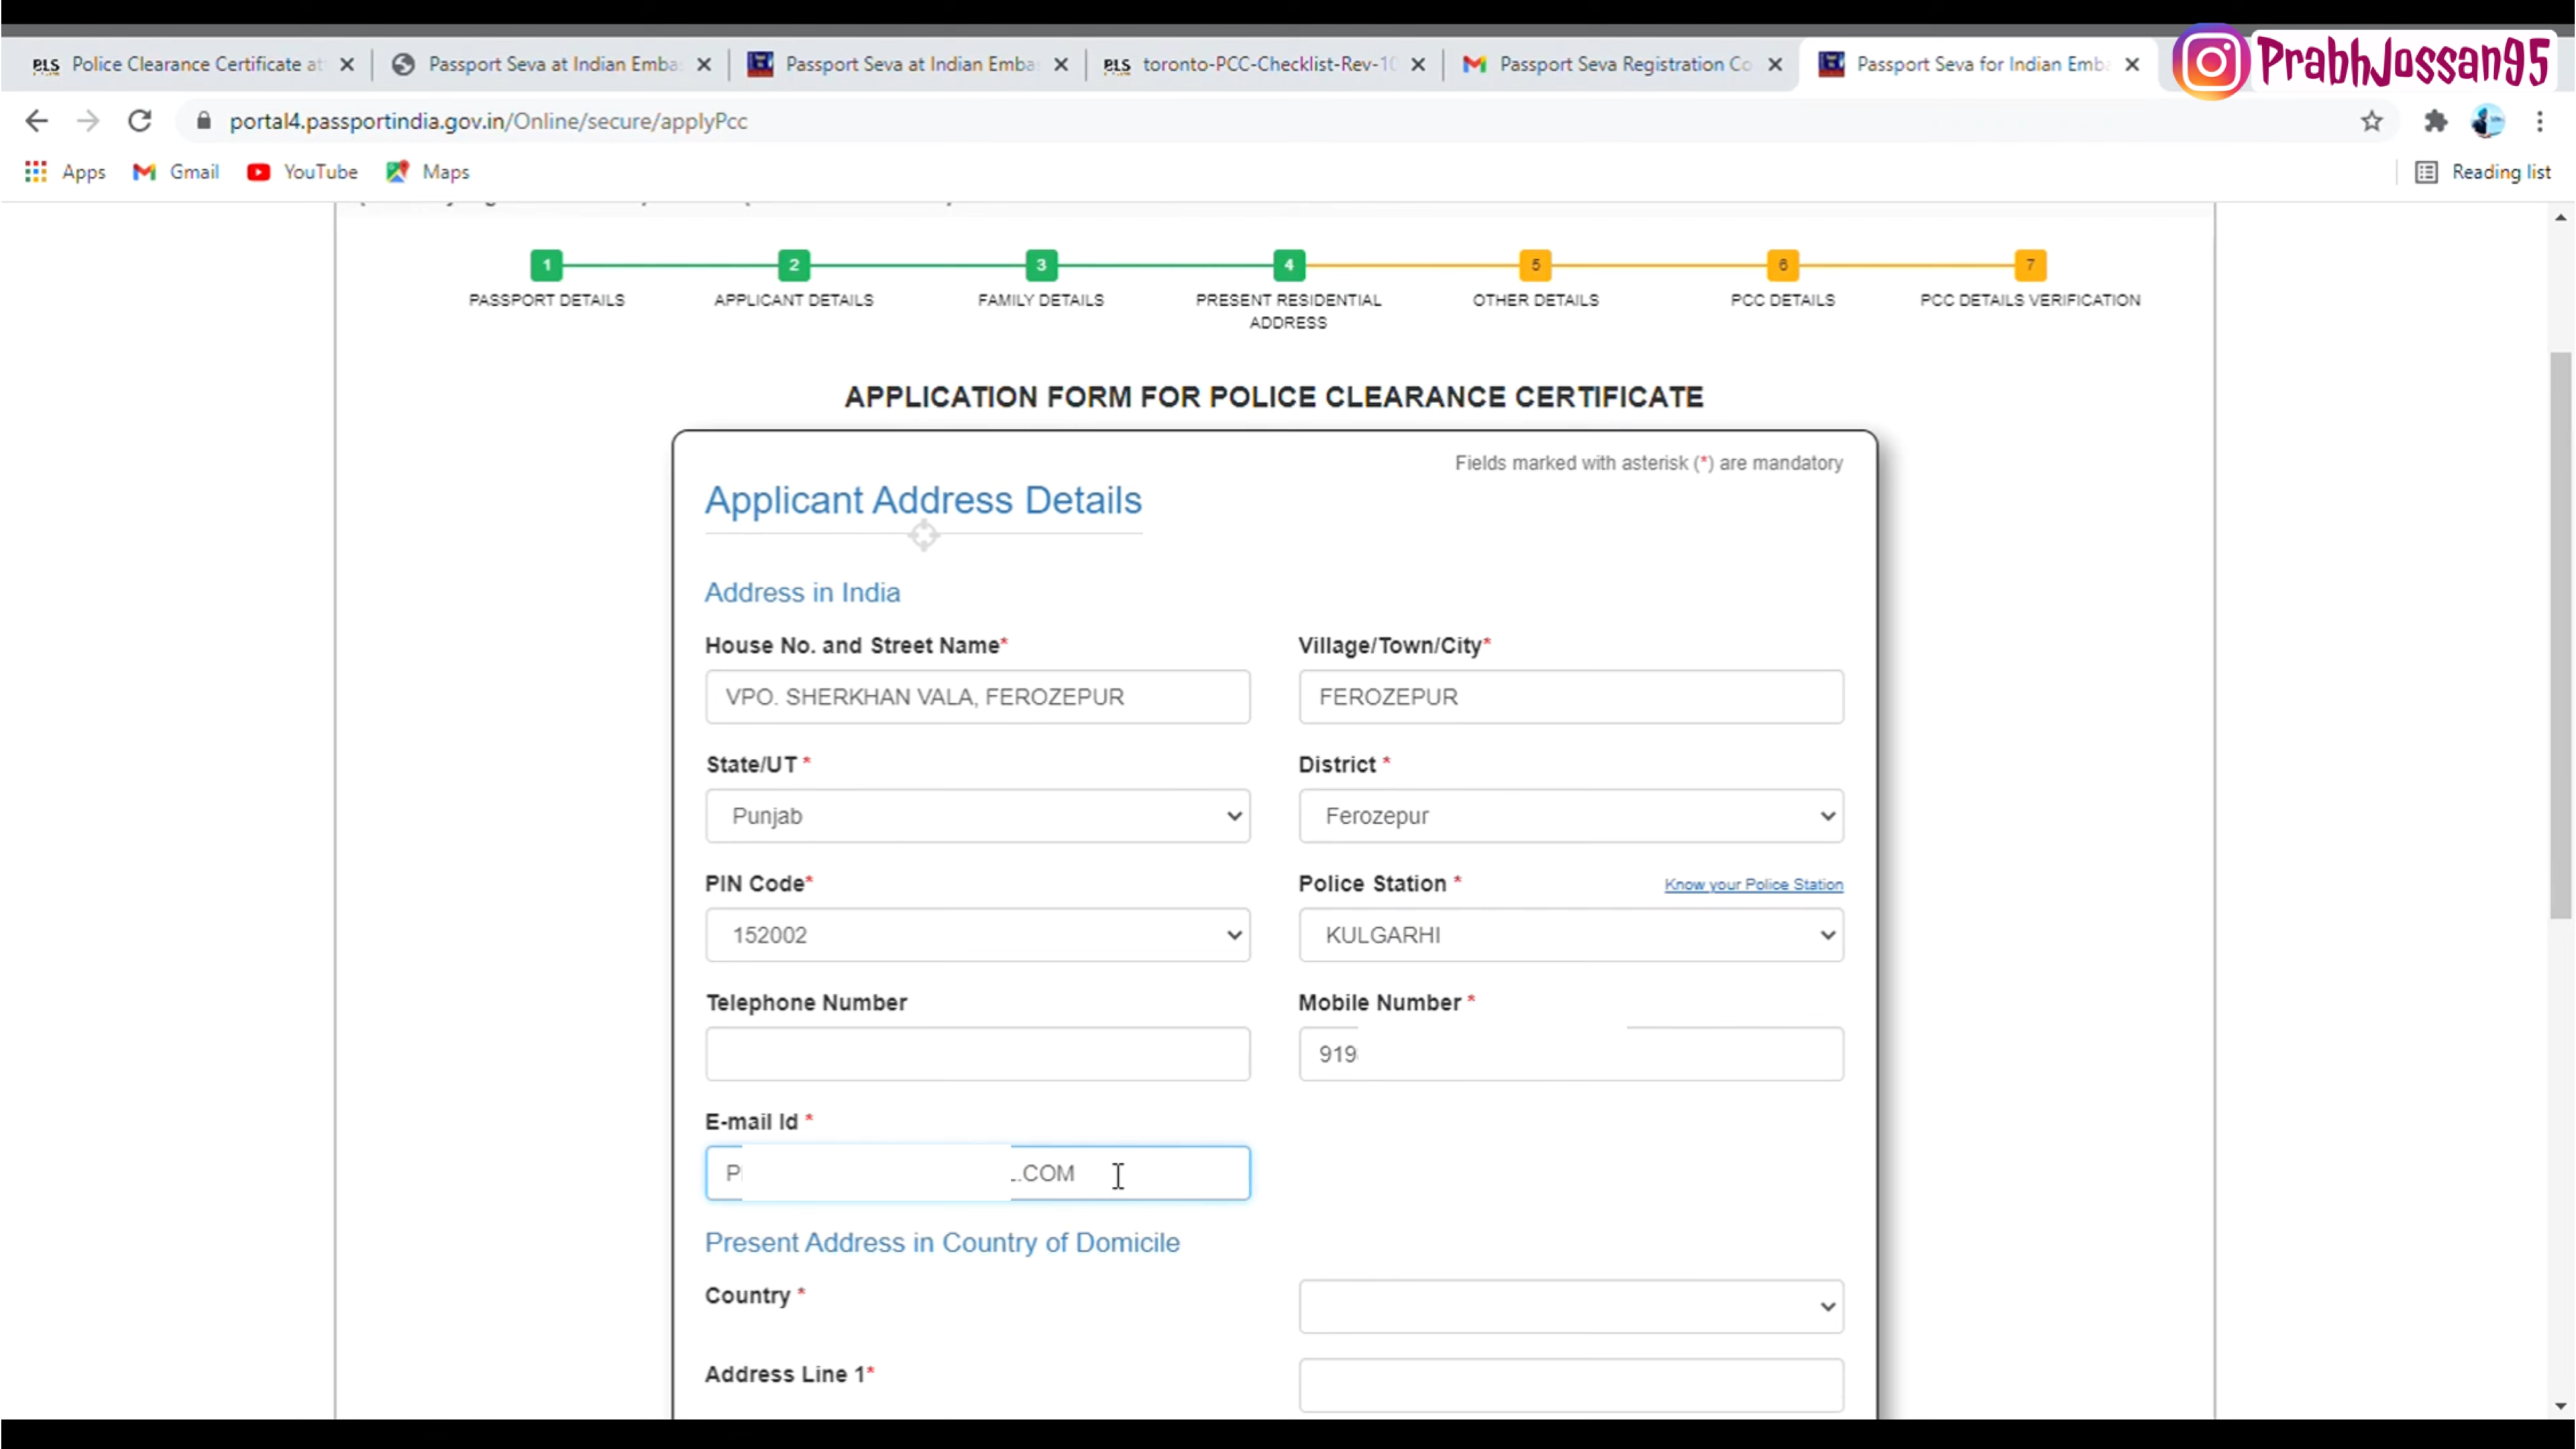 BLS Police Clearance Certificate at
Passport Seva at Indian Emba
Passport Seva at Indian Emba
BLS toronto-PCC-Checklist-Rev-10
Passport Seva Registration Co
Passport Seva for Indian Emb
PrabhJossan95
portal4.passportindia.gov.in/Online/secure/applyPcc
Apps
Gmail
YouTube
Maps
Reading list
1
2
3
4
5
6
7
PASSPORT DETAILS
APPLICANT DETAILS
FAMILY DETAILS
PRESENT RESIDENTIAL
ADDRESS
OTHER DETAILS
PCC DETAILS
PCC DETAILS VERIFICATION
APPLICATION FORM FOR POLICE CLEARANCE CERTIFICATE
Fields marked with asterisk (*) are mandatory
Applicant Address Details
Address in India
House No. and Street Name*
Village/Town/City*
VPO. SHERKHAN VALA, FEROZEPUR
FEROZEPUR
State/UT *
District *
Punjab
Ferozepur
PIN Code*
Police Station *
Know your Police Station
152002
KULGARHI
Telephone Number
Mobile Number *
919
E-mail Id *
P .COM
Present Address in Country of Domicile
Country *
Address Line 1*